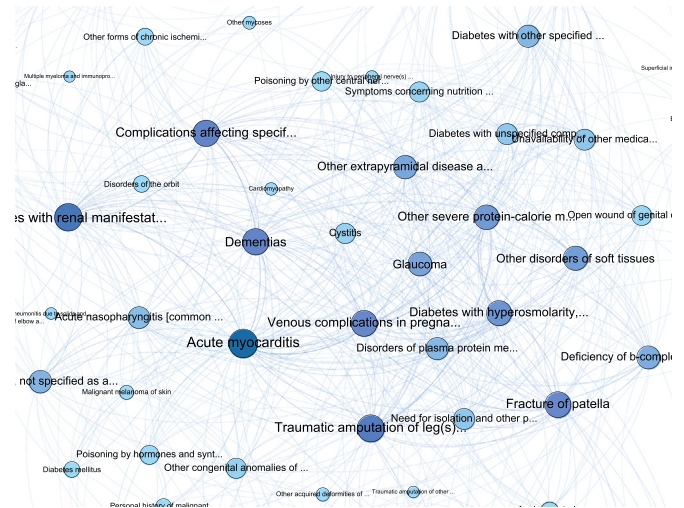 Other mycoses
Other forms of chronic ischemi...
Diabetes with other specified ...
Superficial i
Multiple myeloma and immunopro...
gla...
Poisoning by other central ner...
Symptoms concerning nutrition ...
Complications affecting specif...
Diabetes with unspecified comp
Unavailability of other medica...
Other extrapyramidal disease a...
Disorders of the orbit
Cardiomyopathy
es with renal manifestat...
Other severe protein-calorie m...
Open wound of genital
Cystitis
Dementias
Other disorders of soft tissues
Glaucoma
Acute nasopharyngitis [common ...
elbow a...
Diabetes with hyperosmolarity,...
Venous complications in pregna...
Acute myocarditis
Disorders of plasma protein me...
Deficiency of b-comple
not specified as a...
Malignant melanoma of skin
Fracture of patella
Need for isolation and other p...
Traumatic amputation of leg(s)...
Poisoning by hormones and synt...
Diabetes mellitus
Other congenital anomalies of ...
Other acquired deformities of ...
Traumatic amputation of other ...
Personal history of malignant